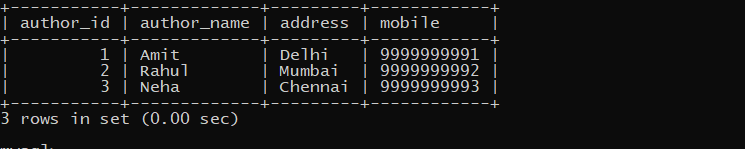 +-----------+-------------+---------+------------+
| author_id | author_name | address | mobile     |
+-----------+-------------+---------+------------+
|         1 | Amit        | Delhi   | 9999999991 |
|         2 | Rahul       | Mumbai  | 9999999992 |
|         3 | Neha        | Chennai | 9999999993 |
+-----------+-------------+---------+------------+
3 rows in set (0.00 sec)